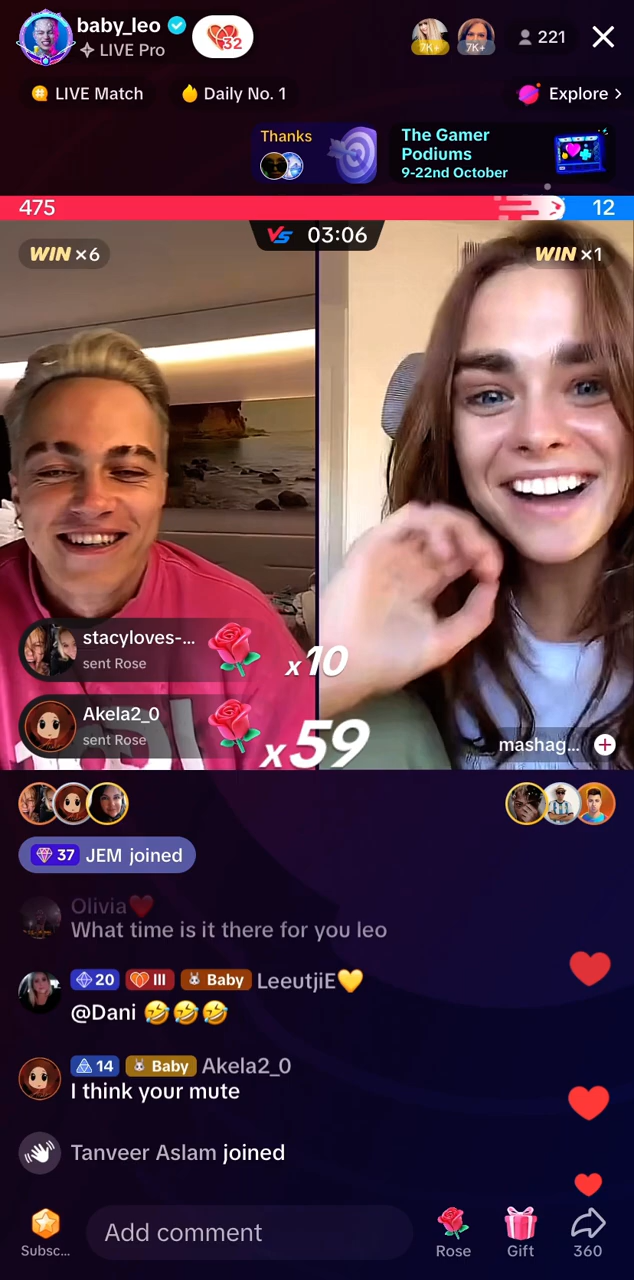 baby_leo
LIVE Pro
32
7K+
7K+
221
LIVE Match
Daily No. 1
Explore >
Thanks
The Gamer
Podiums
9-22nd October
475
12
VS 03:06
WIN ×6
WIN ×1
stacyloves-...
sent Rose
x10
Akela2_0
sent Rose
x59
mashag...
37 JEM joined
Olivia❤️
What time is it there for you leo
20 III Baby LeeutjiE💛
@Dani 🤣🤣🤣
14 Baby Akela2_0
I think your mute
Tanveer Aslam joined
Add comment
Subsc...
Rose
Gift
360